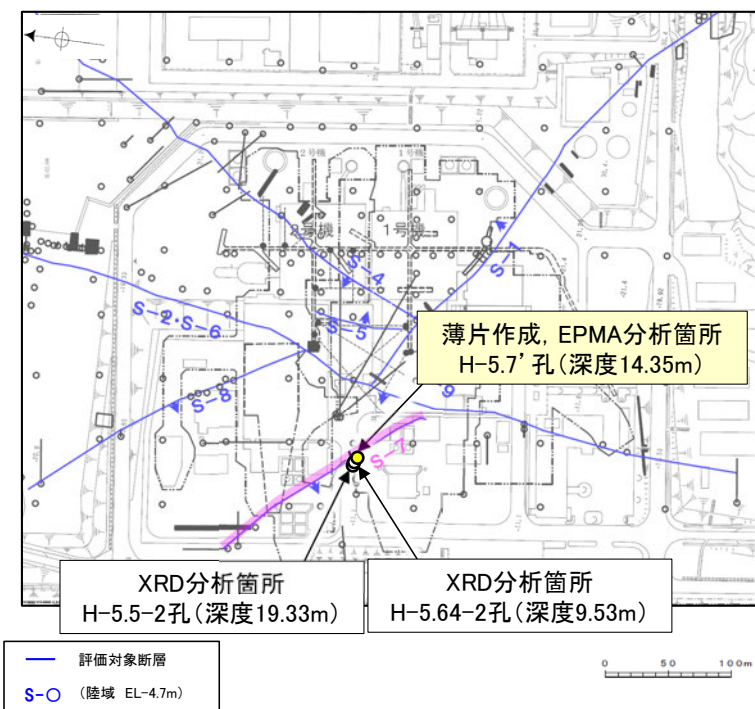 2号機
1号機
S-4
S-1
S-2・S-6
S-5
薄片作成, EPMA分析箇所
H-5.7’孔(深度14.35m)
9
S-8
S-7
XRD分析箇所
H-5.5-2孔(深度19.33m)
XRD分析箇所
H-5.64-2孔(深度9.53m)
評価対象断層
S-○ (陸域 EL-4.7m)
0 50 100m